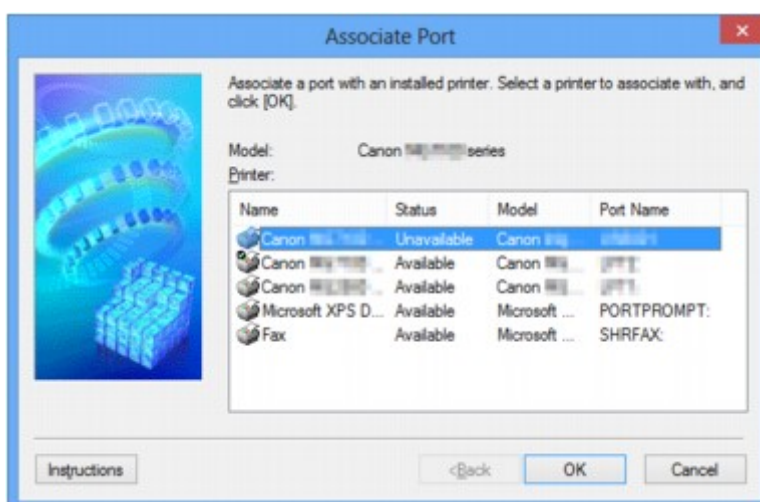 Associate Port
Associate a port with an installed printer. Select a printer to associate with, and
click [OK].
Model: Canon series
Printer:
Name Status Model Port Name
Canon ... Unavailable Canon
Canon ... Available Canon ...
Canon ... Available Canon ...
Microsoft XPS D... Available Microsoft ... PORTPROMPT:
Fax Available Microsoft ... SHRFAX:
Instructions <Back OK Cancel